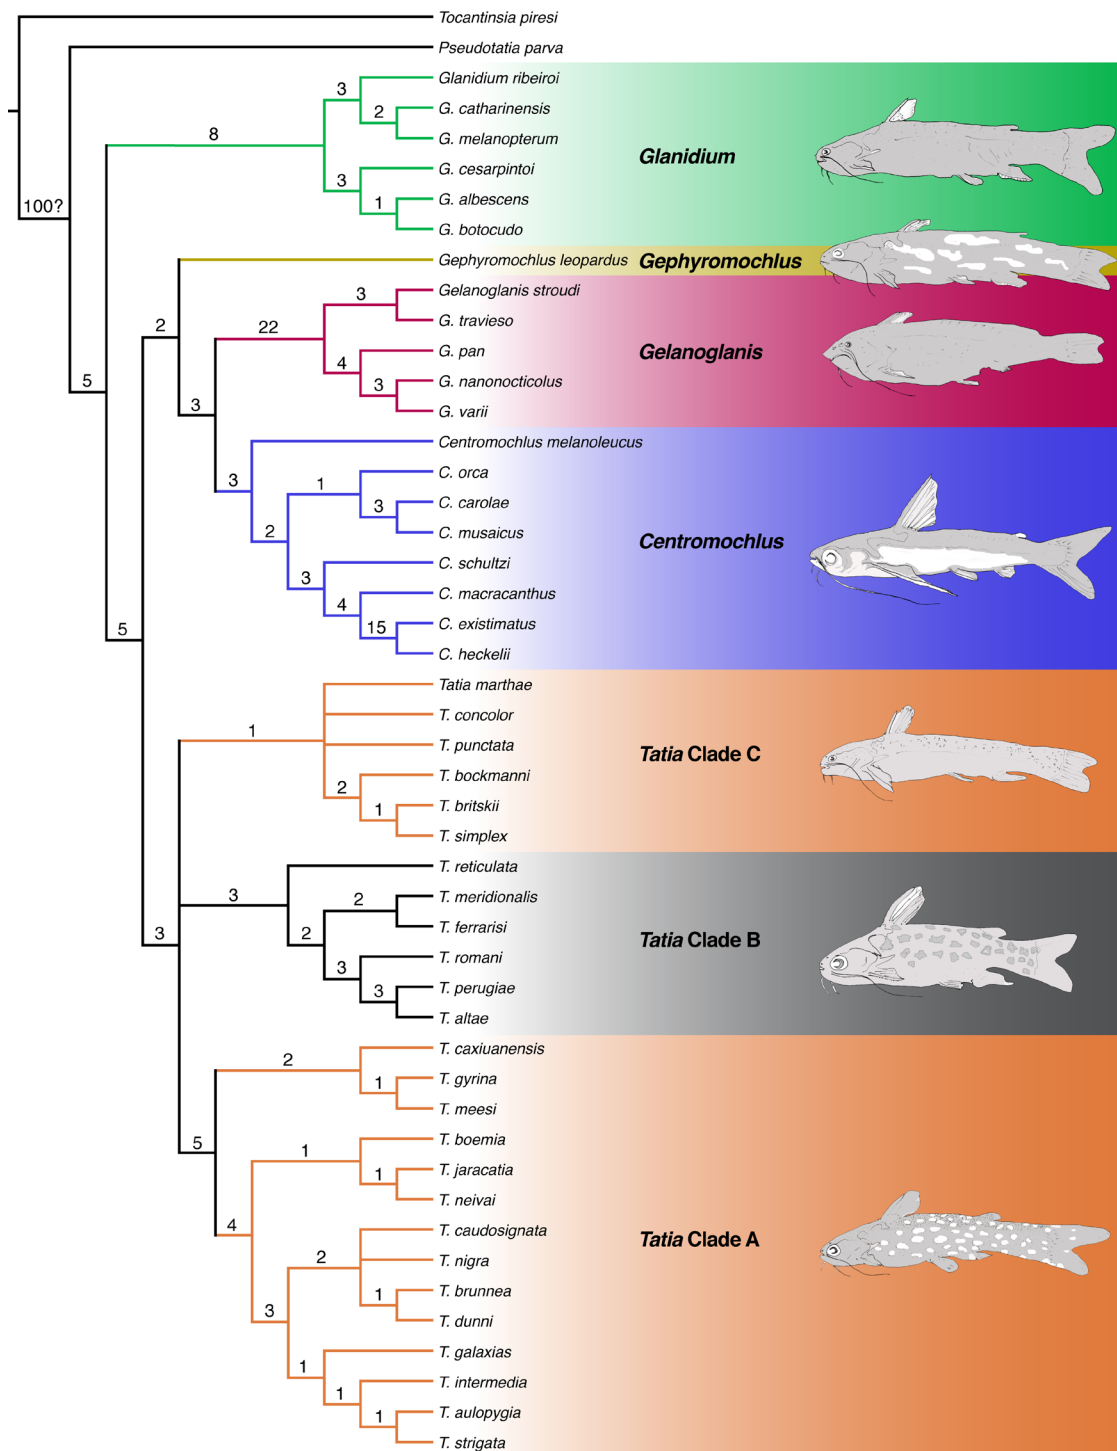 Tocantinsia piresi
Pseudotatia parva
Glanidium ribeiroi
3
G. catharinensis
2
8
G. melanopterum
Glanidium
G. cesarpintoi
3
G. albescens
100?
1
G. botocudo
Gephyromochlus leopardus
Gephyromochlus
Gelanoglanis stroudi
3
G. travieso
2
22
G. pan
Gelanoglanis
4
G. nanonocticolus
5
3
G. varii
3
Centromochlus melanoleucus
C. orca
3
1
C. carolae
3
C. musaicus
2
Centromochlus
C. schultzi
3
C. macracanthus
4
C. existimatus
5
15
C. heckelii
Tatia marthae
T. concolor
1
T. punctata
Tatia Clade C
T. bockmanni
2
T. britskii
1
T. simplex
T. reticulata
3
T. meridionalis
2
T. ferrarisi
3
2
Tatia Clade B
T. romani
3
T. perugiae
3
T. altae
T. caxiuanensis
2
T. gyrina
1
T. meesi
T. boemia
5
1
T. jaracatia
1
T. neivai
4
T. caudosignata
Tatia Clade A
2
T. nigra
T. brunnea
1
3
T. dunni
T. galaxias
1
T. intermedia
1
T. aulopygia
1
T. strigata